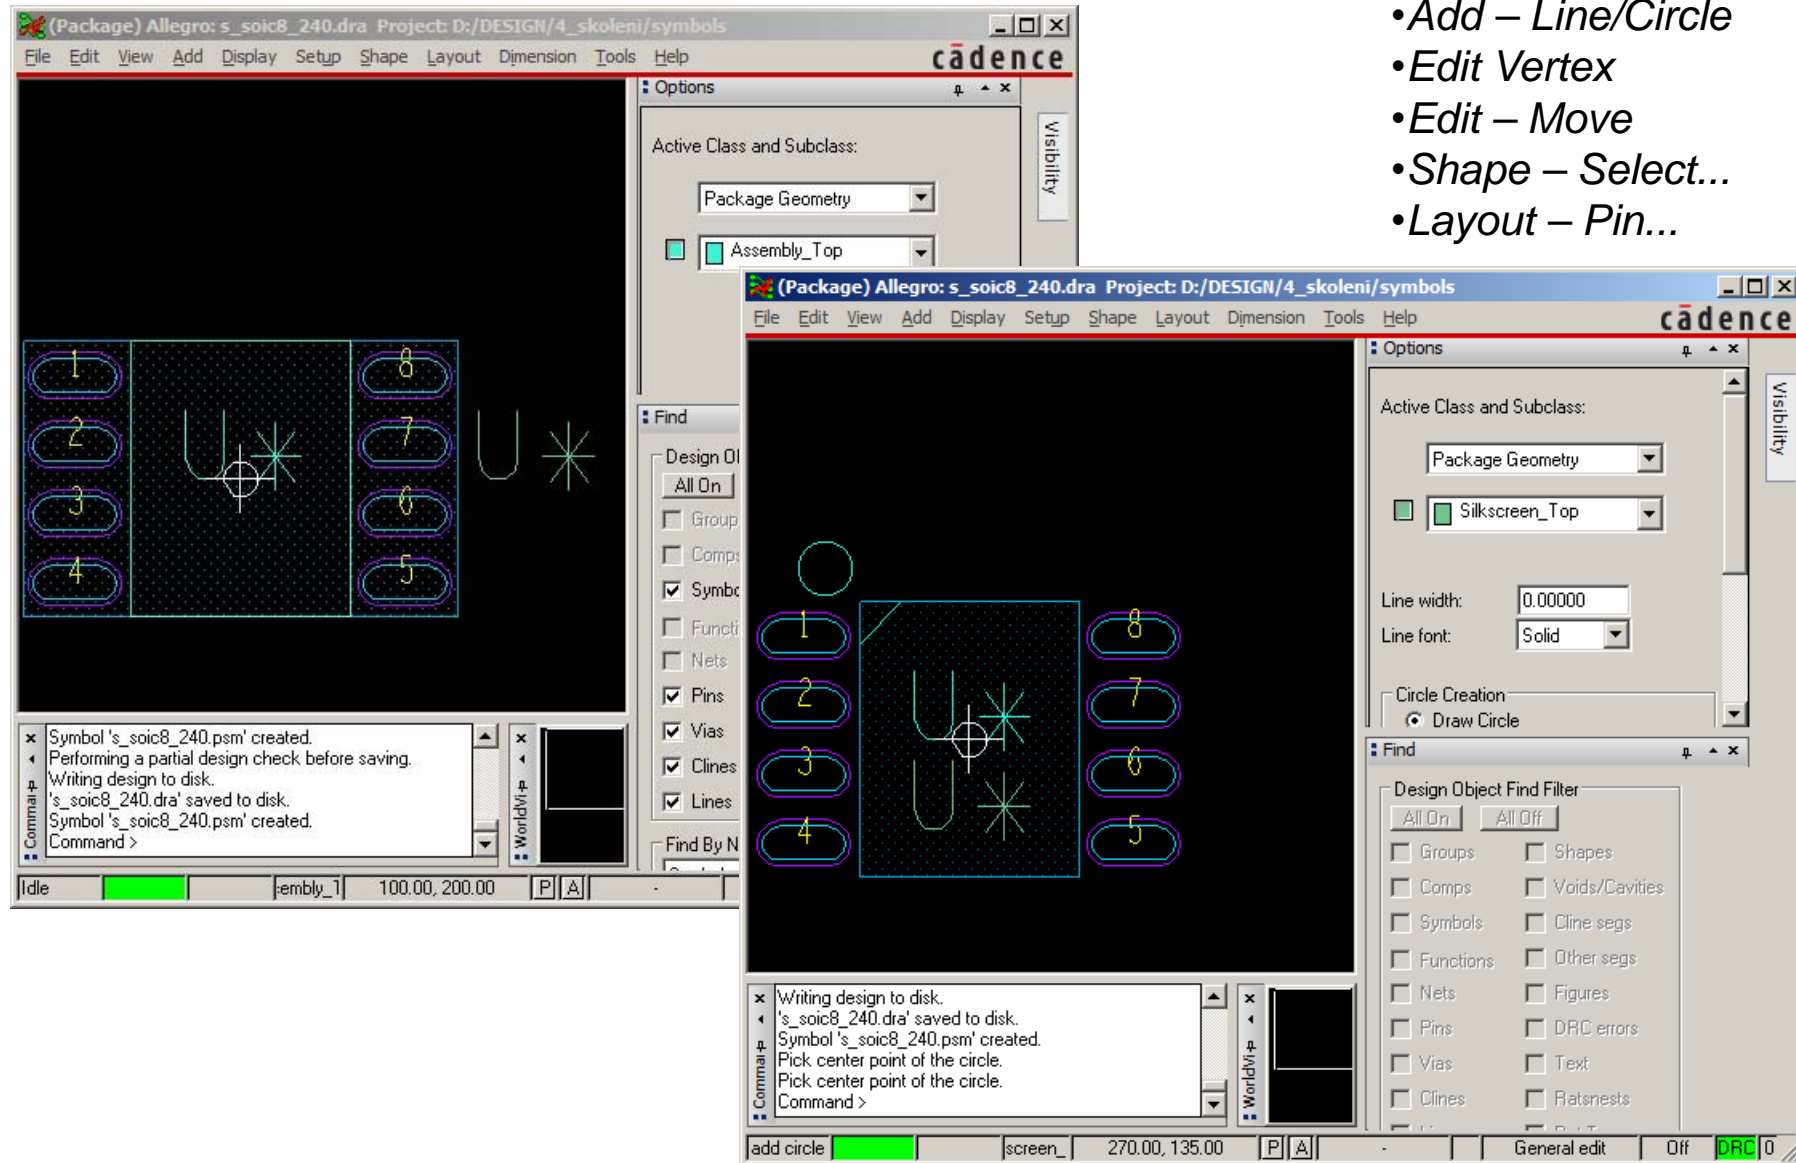 •Add – Line/Circle
•Edit Vertex
•Edit – Move
•Shape – Select...
•Layout – Pin...
(Package) Allegro: s_soic8_240.dra Project: D:/DESIGN/4_skoleni/symbols
File Edit View Add Display Setup Shape Layout Dimension Tools Help
cādence
Options
Visibility
Active Class and Subclass:
Package Geometry
Assembly_Top
1 8
2 7
3 6
4 5
U* U*
Find
All On
Symbo
Nets
Pins
Vias
Clines
Lines
Find By N
Symbol 's_soic8_240.psm' created.
Performing a partial design check before saving.
Writing design to disk.
's_soic8_240.dra' saved to disk.
Symbol 's_soic8_240.psm' created.
Command >
WorldVi
Idle
100.00, 200.00
P A
-
(Package) Allegro: s_soic8_240.dra Project: D:/DESIGN/4_skoleni/symbols
File Edit View Add Display Setup Shape Layout Dimension Tools Help
cādence
Options
Visibility
Active Class and Subclass:
Package Geometry
Silkscreen_Top
Line width: 0.00000
Line font: Solid
Circle Creation
Draw Circle
1 8
2 7
3 6
4 5
U*
U*
Find
Design Object Find Filter
All On All Off
Groups Shapes
Comps Voids/Cavities
Symbols Cline segs
Functions Other segs
Nets Figures
Pins DRC errors
Vias Text
Clines Ratsnests
Writing design to disk.
's_soic8_240.dra' saved to disk.
Symbol 's_soic8_240.psm' created.
Pick center point of the circle.
Pick center point of the circle.
Command >
WorldVi
add circle
screen_
270.00, 135.00
P A
-
General edit
Off
DRC
0